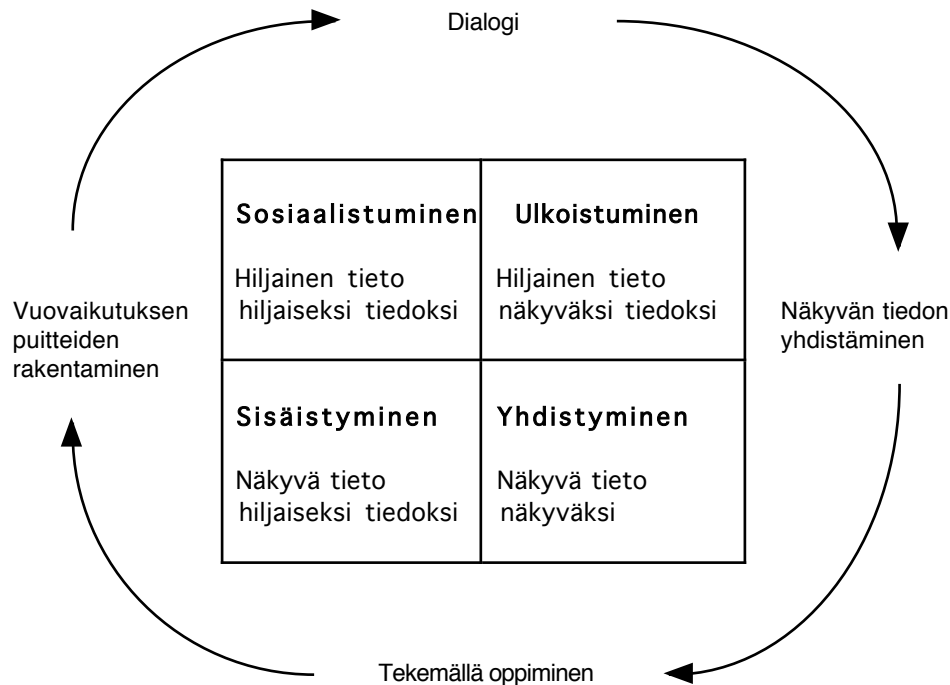 Dialogi
Sosiaalistuminen
Hiljainen tieto
hiljaiseksi tiedoksi
Ulkoistuminen
Hiljainen tieto
näkyväksi tiedoksi
Vuovaikutuksen
puitteiden
rakentaminen
Näkyvän tiedon
yhdistäminen
Sisäistyminen
Näkyvä tieto
hiljaiseksi tiedoksi
Yhdistyminen
Näkyvä tieto
näkyväksi
Tekemällä oppiminen